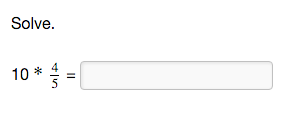 Solve.
10 * 4/5 =